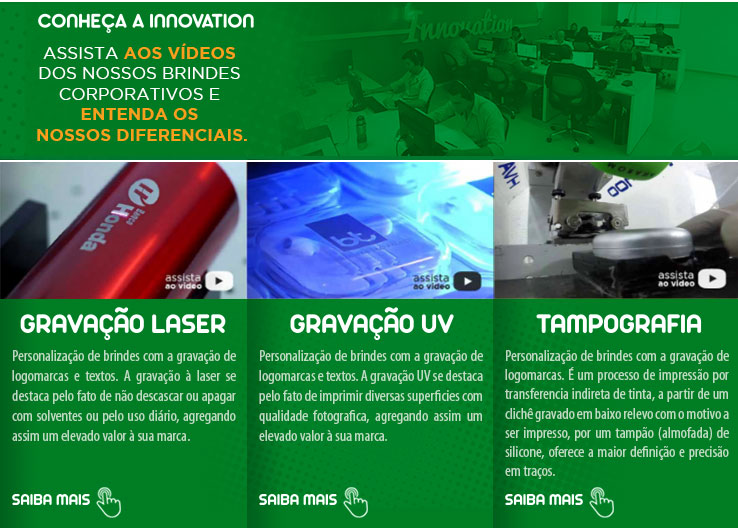 CONHEÇA A INNOVATION
ASSISTA AOS VÍDEOS
DOS NOSSOS BRINDES
CORPORATIVOS E
ENTENDA OS
NOSSOS DIFERENCIAIS.
Innovation
Banco
Honda
assista
ao vídeo
bt
assista
ao vídeo
assista
ao vídeo
GRAVAÇÃO LASER
Personalização de brindes com a gravação de
logomarcas e textos. A gravação à laser se
destaca pelo fato de não descascar ou apagar
com solventes ou pelo uso diário, agregando
assim um elevado valor à sua marca.
SAIBA MAIS
GRAVAÇÃO UV
Personalização de brindes com a gravação de
logomarcas e textos. A gravação UV se destaca
pelo fato de imprimir diversas superficies com
qualidade fotografica, agregando assim um
elevado valor à sua marca.
SAIBA MAIS
TAMPOGRAFIA
Personalização de brindes com a gravação de
logomarcas. É um processo de impressão por
transferencia indireta de tinta, a partir de um
clichê gravado em baixo relevo com o motivo a
ser impresso, por um tampão (almofada) de
silicone, oferece a maior definição e precisão
em traços.
SAIBA MAIS